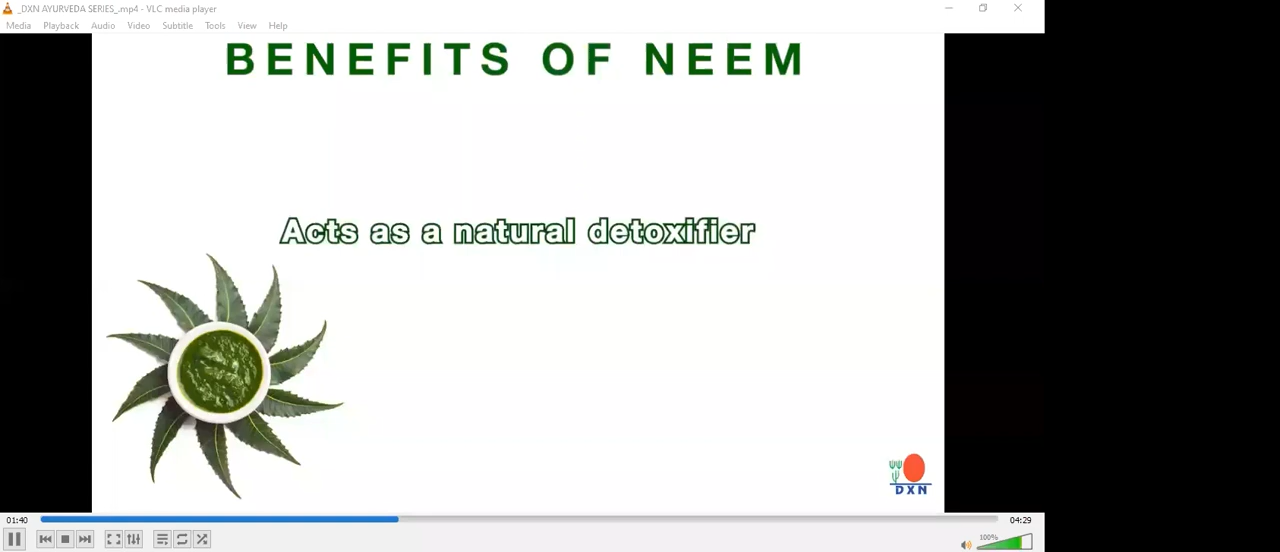 _DXN AYURVEDA SERIES_.mp4 - VLC media player
Media Playback Audio Video Subtitle Tools View Help
BENEFITS OF NEEM
Acts as a natural detoxifier
DXN
01:40
04:29
100%